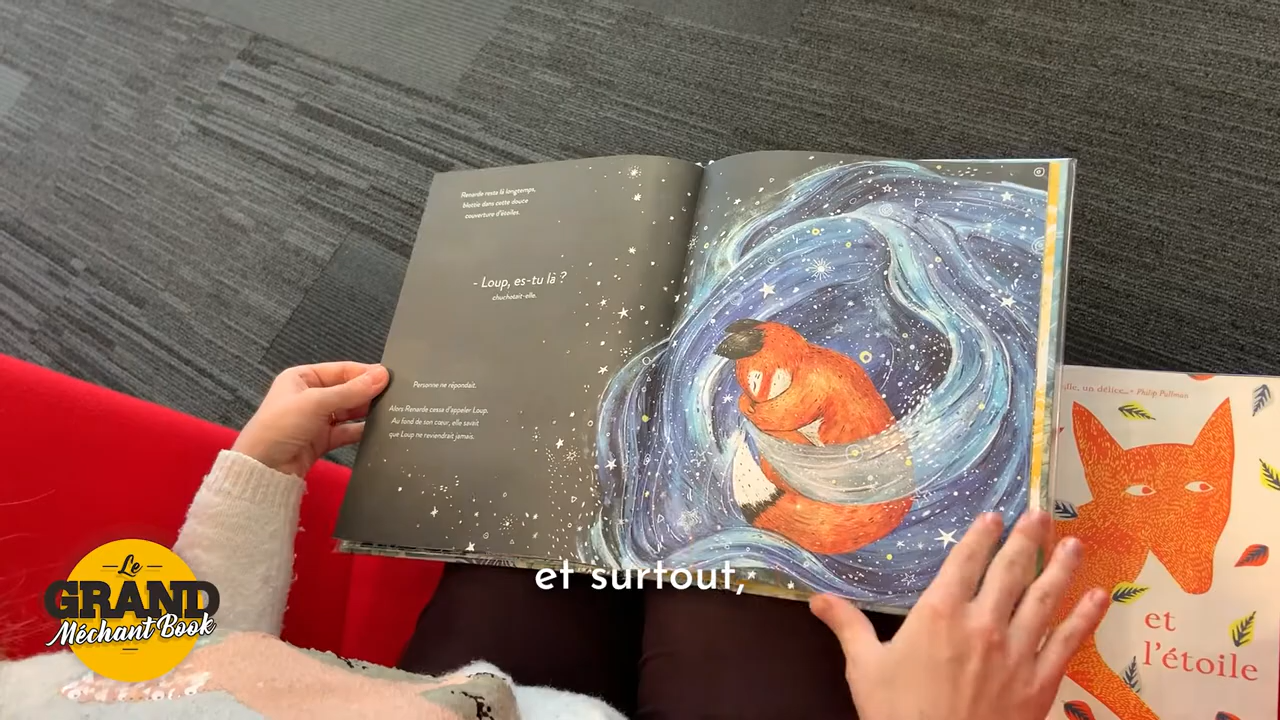 Renarde resta là longtemps,
blottie dans cette douce
couverture d'étoiles.
- Loup, es-tu là ?
chuchotait-elle.
Personne ne répondait.
Alors Renarde cessa d'appeler Loup.
Au fond de son cœur, elle savait
que Loup ne reviendrait jamais.
un délice... - Philip Pullman
et
l'étoile
et surtout,
Le
GRAND
Méchant Book